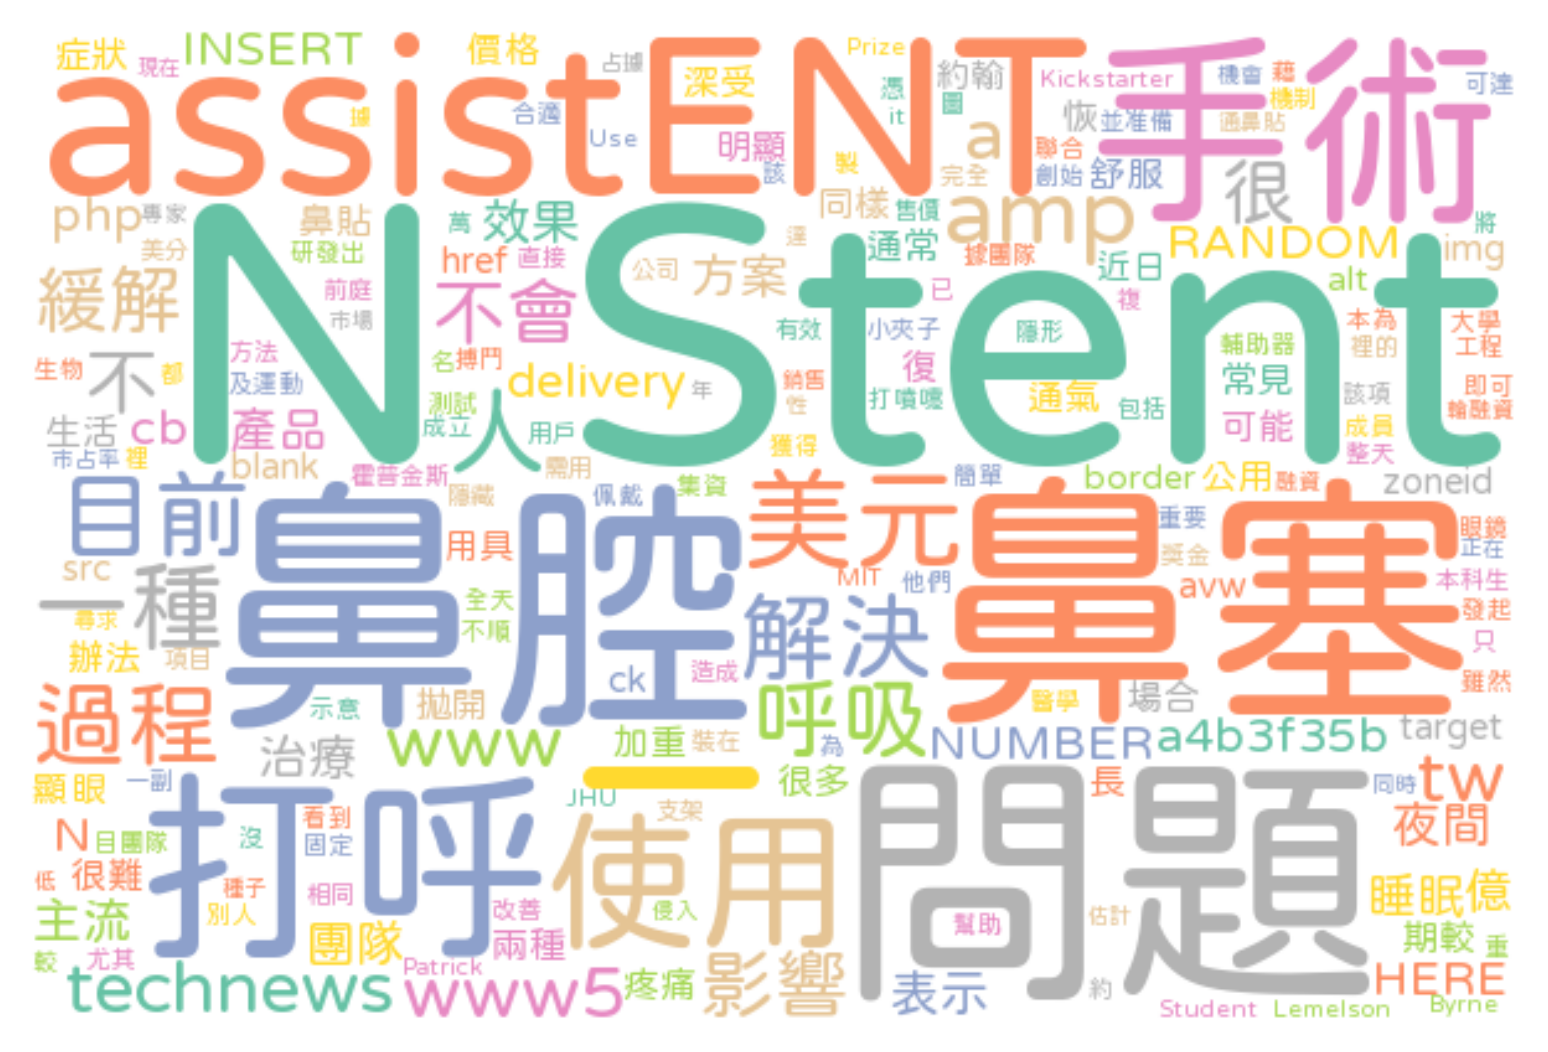 症狀 現在 INSERT 價格 占據 深受 Prize 約翰 Kickstarter 機會 藉 可達
assistENT 手術
據 合適 Use 明顯 該 製 憑 it 圖 a 完全 恢 並准備 聯合 創始 舒服 通鼻貼 機制 很
php 專家 鼻貼 萬 效果 同樣 售價 amp 將
美分 研發出 href 直接 公司 方案 通常 據團隊 近日 RANDOM img
N Stent
緩解 前庭 市場 不會 已 複 alt
有效 小夾子 隱形 輔助器 本為 裡的 大學 工程
生物 不 都 方法 及運動 名 搏鬥 delivery 年 銷售 性 復 打噴嚏 通氣 包括 常見 該項 即可 輪融資
生活 cb 產品 測試 成立 人 用戶 獲得 可能 成員 整天
市占率 裡 blank 霍普金斯 需用 隱藏 佩戴 集資 簡單 border 公用 融資 zoneid
目前 鼻腔 美元 鼻塞
src 用具 MIT 他們 重要 獎金 avw 眼鏡 正在 本科生
一種 尋求 全天 不順 解決 發起 只
辦法 項目 ck 造成 雖然
過程 示意 拋開 呼吸 醫學 場合
治療 www 加重 裝在 為 NUMBER a4b3f35b target
顯眼 一副 打呼 JHU 一 很多 問題 長 同時 tw
N 目團隊 沒 看到 固定 支架 使用 夜間
低 很難 種子 相同 睡眠 億
主流 別人 改善 侵入 幫助 估計 期較 重
較 尤其 團隊 兩種
technews Patrick www5 疼痛 影響 表示 約 HERE
Student Lemelson Byrne